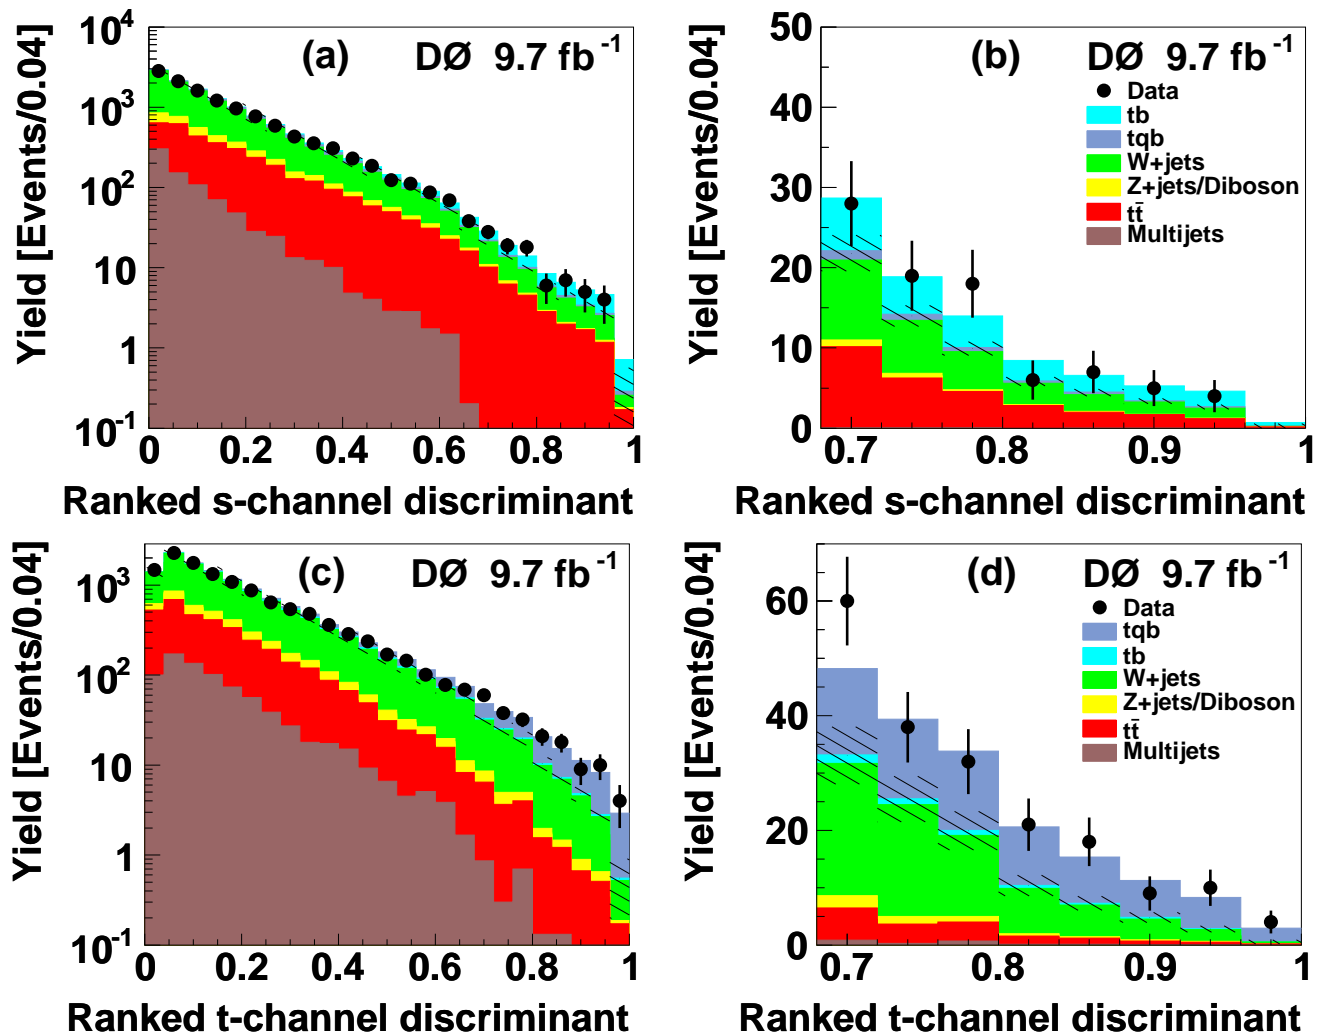 (a) DØ 9.7 fb⁻¹
Yield [Events/0.04]
10⁴
10³
10²
10
1
10⁻¹
0 0.2 0.4 0.6 0.8 1
Ranked s-channel discriminant
(b) DØ 9.7 fb⁻¹
Yield [Events/0.04]
50
40
30
20
10
0
Data
tb
tqb
W+jets
Z+jets/Diboson
tt̄
Multijets
0.7 0.8 0.9 1
Ranked s-channel discriminant
(c) DØ 9.7 fb⁻¹
Yield [Events/0.04]
10³
10²
10
1
10⁻¹
0 0.2 0.4 0.6 0.8 1
Ranked t-channel discriminant
(d) DØ 9.7 fb⁻¹
Yield [Events/0.04]
60
40
20
0
Data
tqb
tb
W+jets
Z+jets/Diboson
tt̄
Multijets
0.7 0.8 0.9 1
Ranked t-channel discriminant